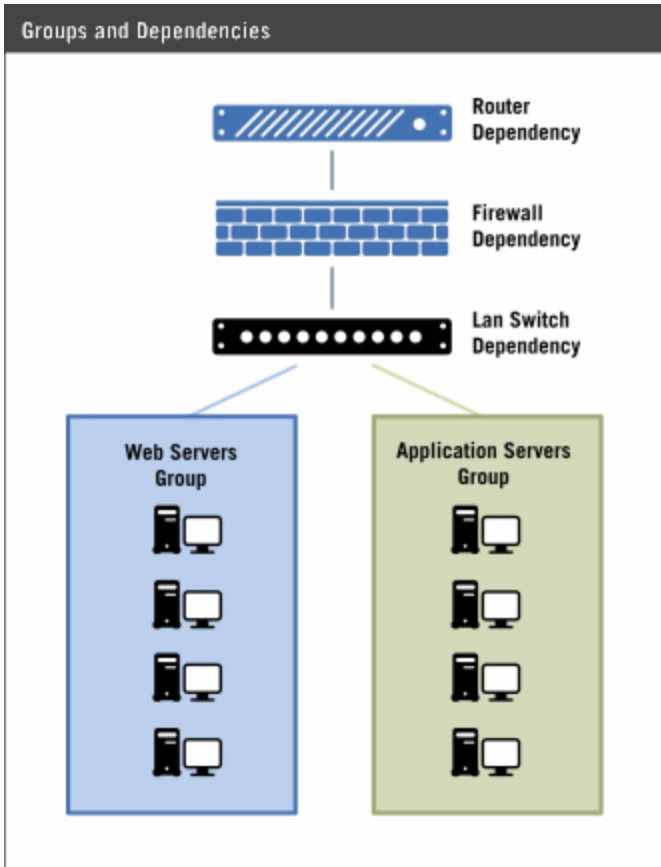 Groups and Dependencies
Router
Dependency
Firewall
Dependency
Lan Switch
Dependency
Web Servers
Group
Application Servers
Group